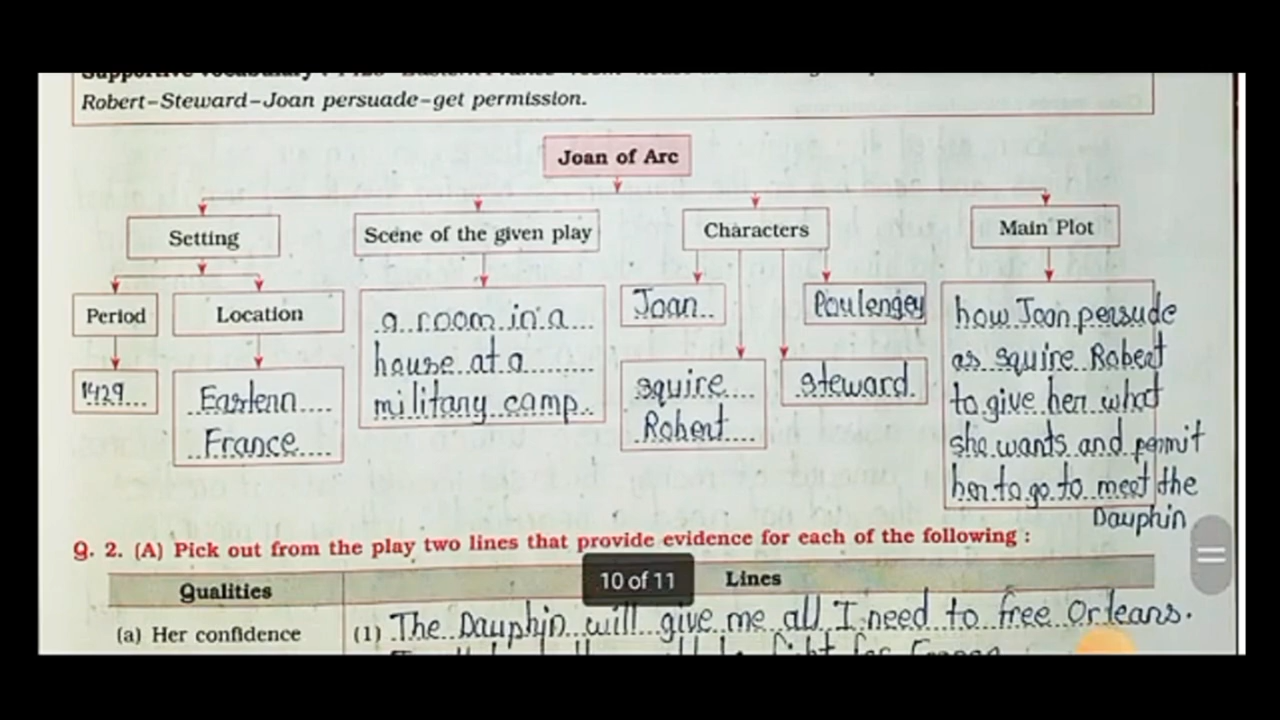 Robert-Steward-Joan persuade-get permission.
Joan of Arc
Setting
Scene of the given play
Characters
Main Plot
Period
Location
1429
Eastern
France
a room in a
house at a
military camp
Joan
Poulengey
squire
Robert
steward
how Joan persude
as squire Robert
to give her what
she wants and permit
her to go to meet the
Dauphin
Q. 2. (A) Pick out from the play two lines that provide evidence for each of the following :
Qualities
Lines
10 of 11
(a) Her confidence
(1) The Dauphin will give me all I need to free Orleans.